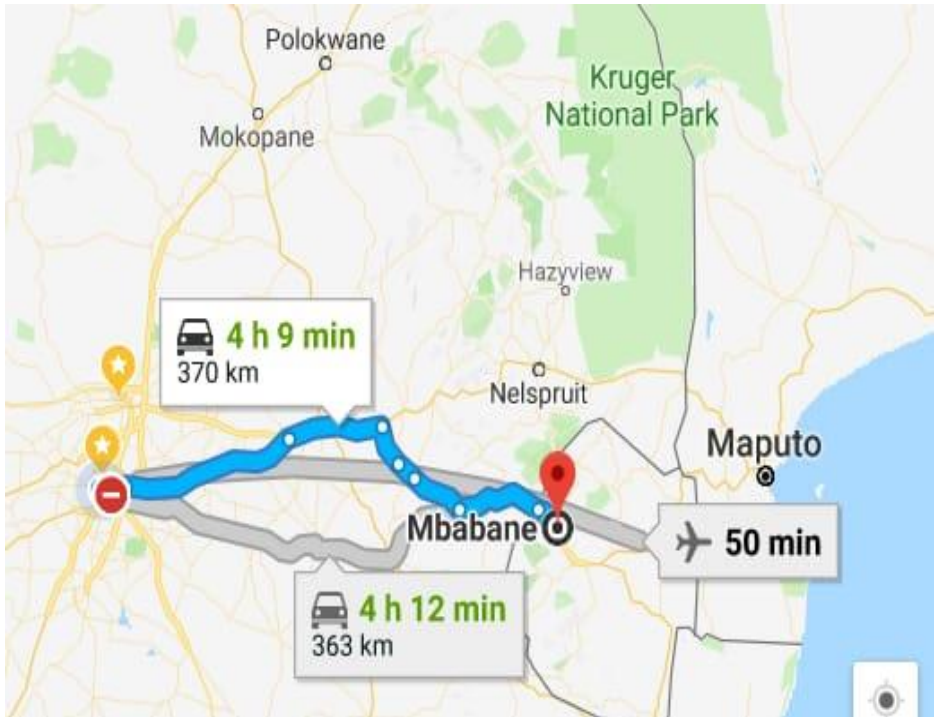 Polokwane
Mokopane
Kruger
National Park
Hazyview
4 h 9 min
370 km
Nelspruit
Maputo
Mbabane
50 min
4 h 12 min
363 km